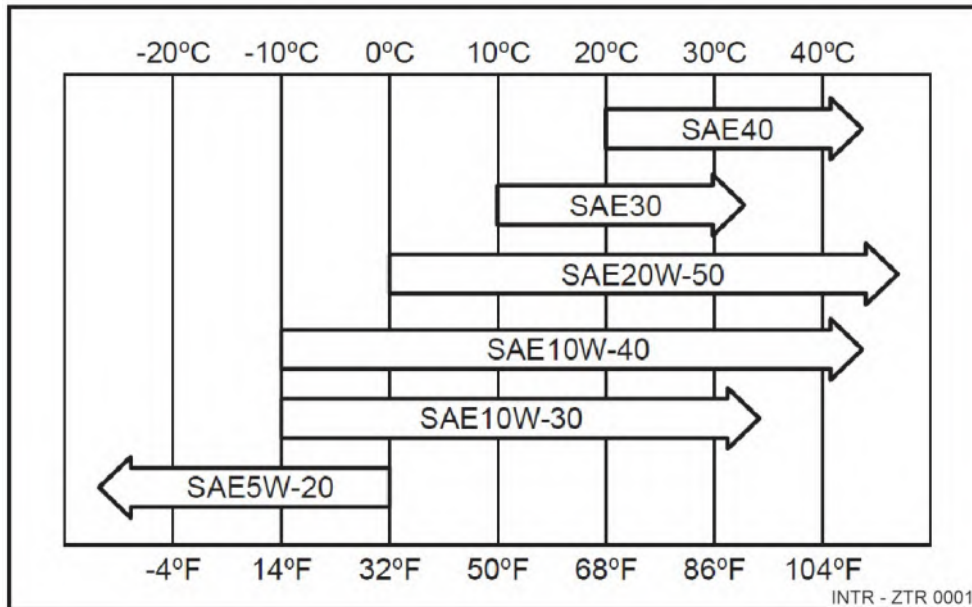 -20ºC -10ºC 0ºC 10ºC 20ºC 30ºC 40ºC
SAE40
SAE30
SAE20W-50
SAE10W-40
SAE10W-30
SAE5W-20
-4ºF 14ºF 32ºF 50ºF 68ºF 86ºF 104ºF
INTR - ZTR 0001